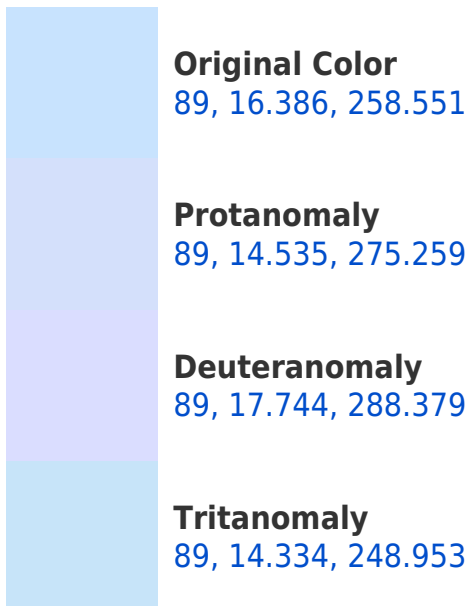 Original Color
89, 16.386, 258.551
Protanomaly
89, 14.535, 275.259
Deuteranomaly
89, 17.744, 288.379
Tritanomaly
89, 14.334, 248.953